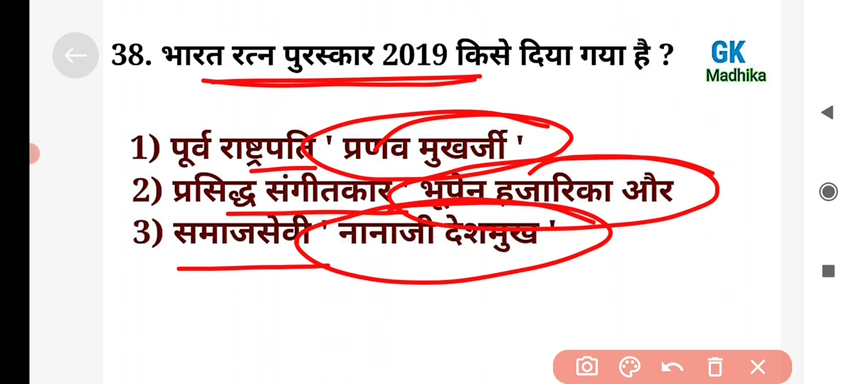 38. भारत रत्न पुरस्कार 2019 किसे दिया गया है ?
GK
Madhika
1) पूर्व राष्ट्रपति ' प्रणव मुखर्जी '
2) प्रसिद्ध संगीतकार ' भूपेन हजारिका और
3) समाजसेवी ' नानाजी देशमुख '